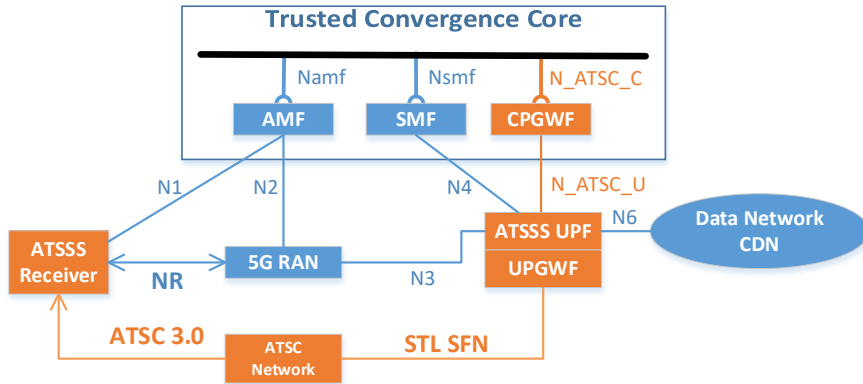 Trusted Convergence Core
Namf
Nsmf
N_ATSC_C
AMF
SMF
CPGWF
N1
N2
N4
N_ATSC_U
ATSSS
Receiver
NR
5G RAN
N3
ATSSS UPF
UPGWF
N6
Data Network
CDN
ATSC 3.0
ATSC
Network
STL SFN